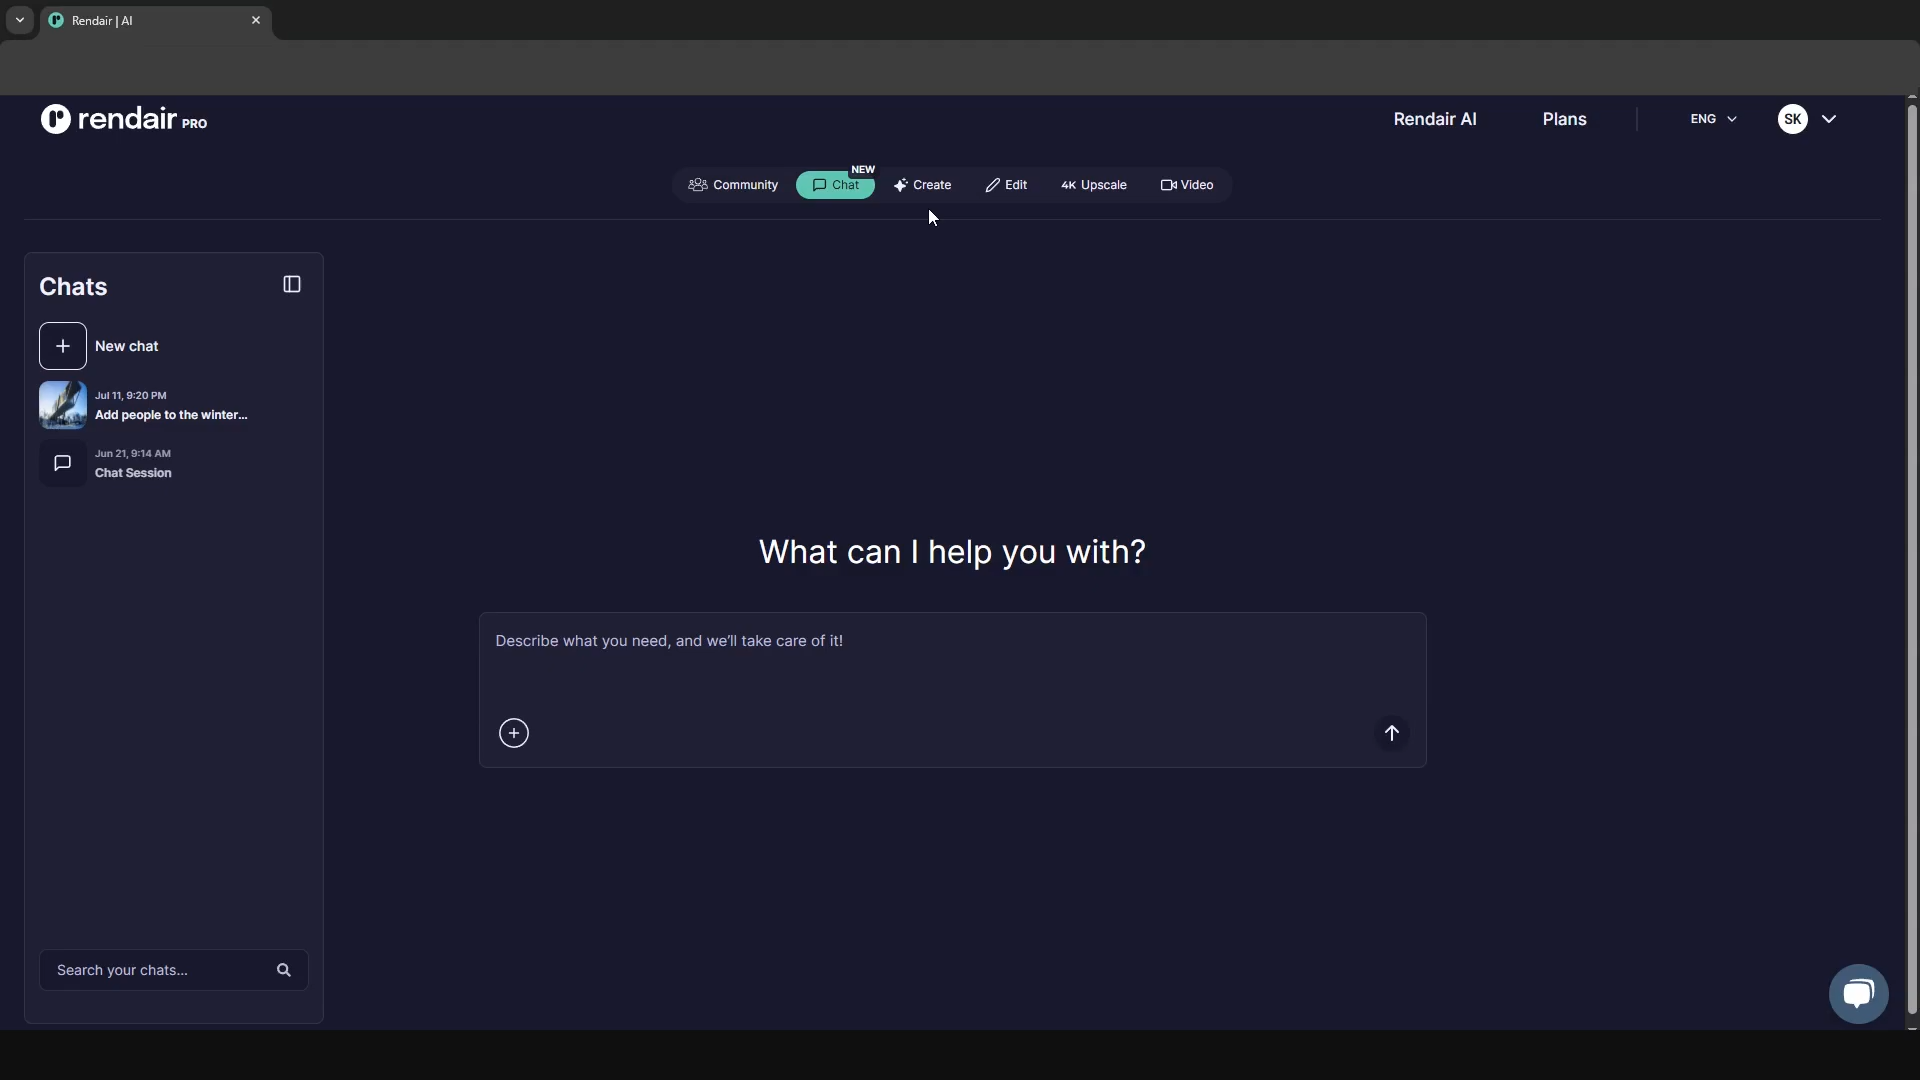 Rendair | AI
rendair PRO
Rendair AI
Plans
ENG
SK
Community
Chat
NEW
Create
Edit
4K Upscale
Video
Chats
New chat
Jul 11, 9:20 PM
Add people to the winter...
Jun 21, 9:14 AM
Chat Session
What can I help you with?
Describe what you need, and we'll take care of it!
Search your chats...